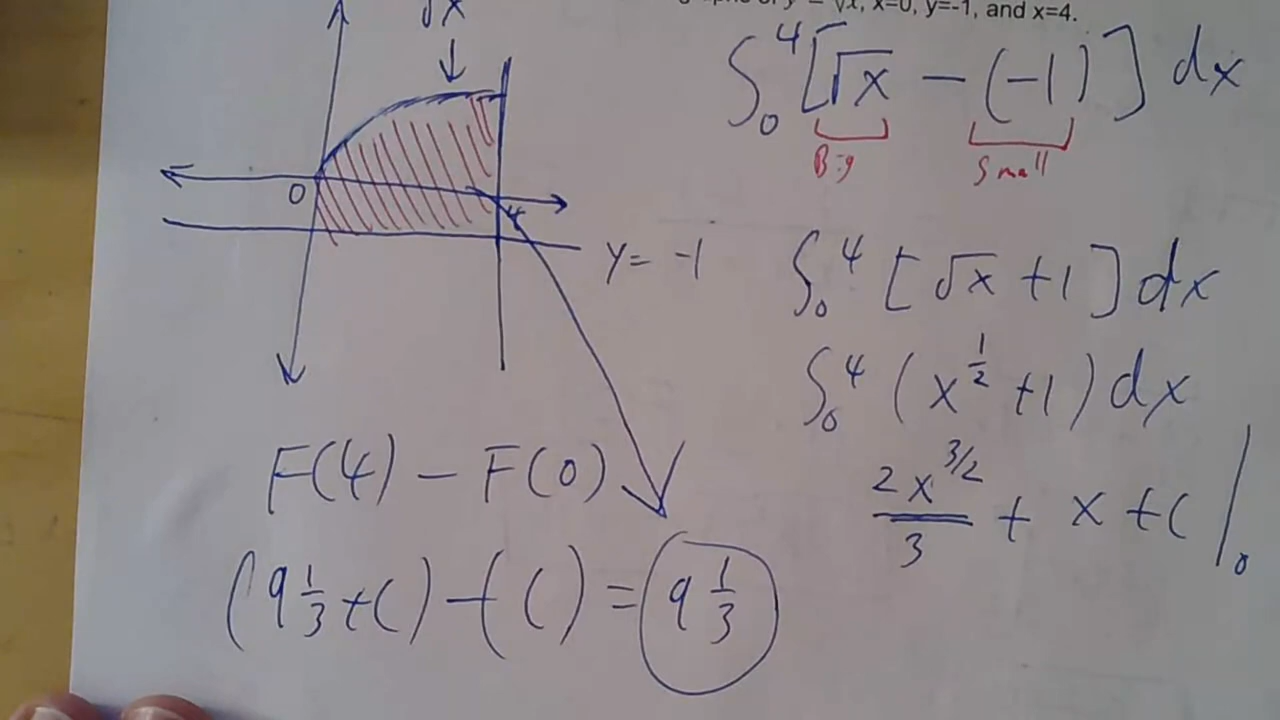 y = √x, x=0, y=-1, and x=4.
√x
∫₀⁴ [√x − (−1)] dx
Big Small
0
4
y= -1
∫₀⁴ [√x + 1] dx
∫₀⁴ (x^{1/2} + 1) dx
2x^{3/2}/3 + x + C |₀
F(4) − F(0)
(9 1/3 + C) − (C) = 9 1/3